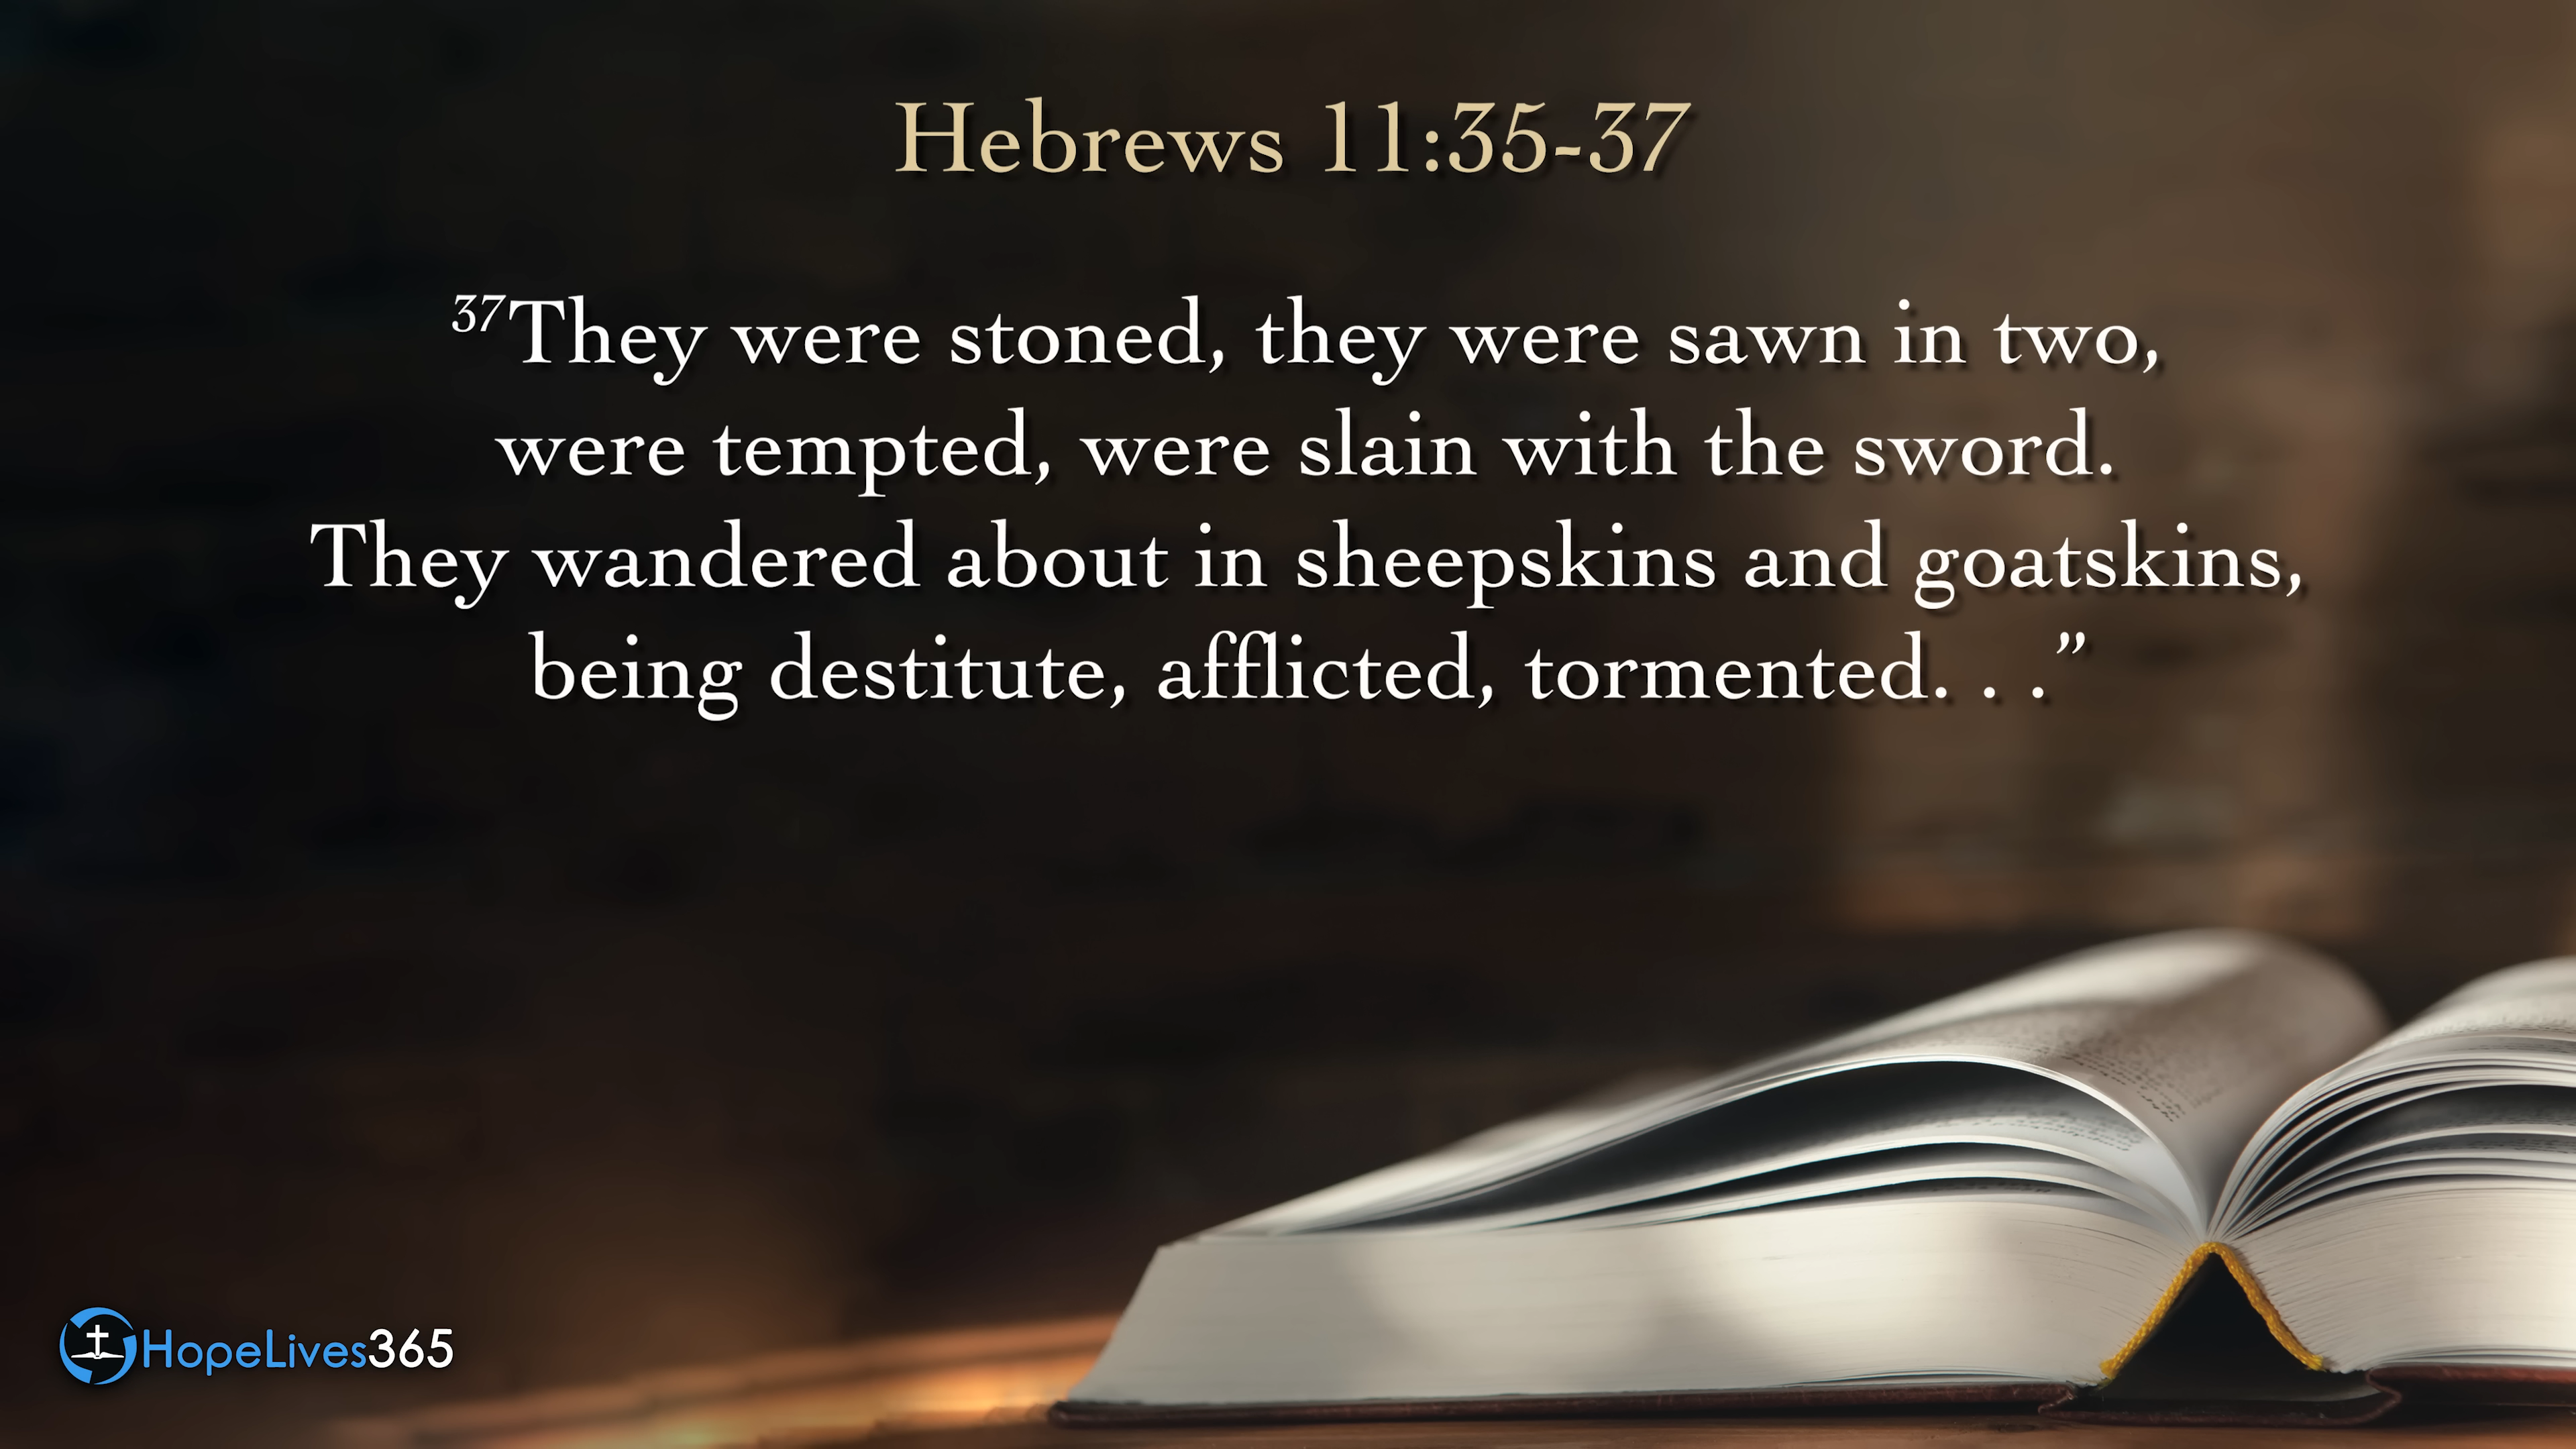 Hebrews 11:35-37
37They were stoned, they were sawn in two,
were tempted, were slain with the sword.
They wandered about in sheepskins and goatskins,
being destitute, afflicted, tormented. . .”
HopeLives365